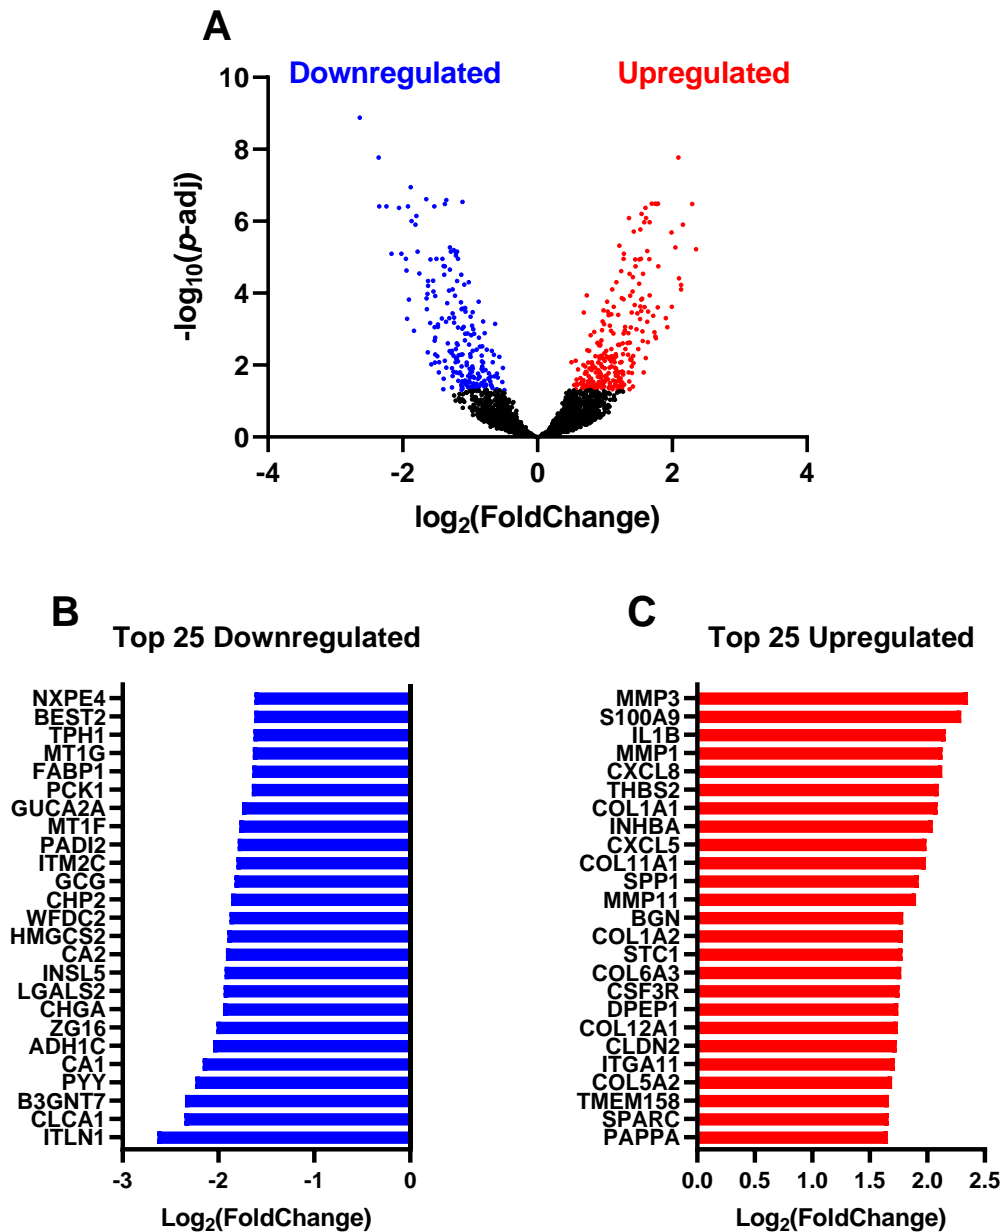 A
Downregulated
Upregulated
10
8
6
4
2
0
-log10(p-adj)
-4
-2
0
2
4
log2(FoldChange)
B
Top 25 Downregulated
NXPE4
BEST2
TPH1
MT1G
FABP1
PCK1
GUCA2A
MT1F
PADI2
ITM2C
GCG
CHP2
WFDC2
HMGCS2
CA2
INSL5
LGALS2
CHGA
ZG16
ADH1C
CA1
PYY
B3GNT7
CLCA1
ITLN1
-3
-2
-1
0
Log2(FoldChange)
C
Top 25 Upregulated
MMP3
S100A9
IL1B
MMP1
CXCL8
THBS2
COL1A1
INHBA
CXCL5
COL11A1
SPP1
MMP11
BGN
COL1A2
STC1
COL6A3
CSF3R
DPEP1
COL12A1
CLDN2
ITGA11
COL5A2
TMEM158
SPARC
PAPPA
0.0
0.5
1.0
1.5
2.0
2.5
Log2(FoldChange)